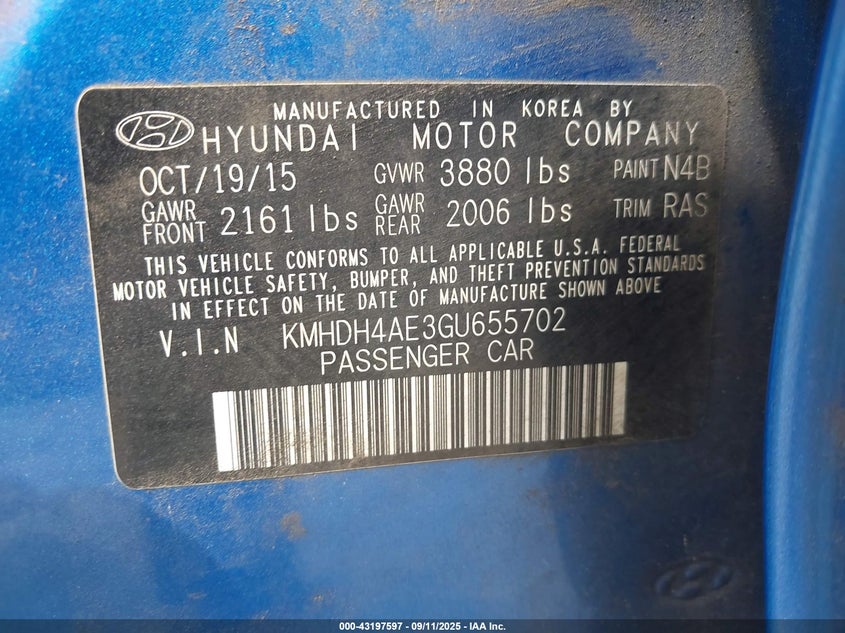 MANUFACTURED IN KOREA BY
HYUNDAI MOTOR COMPANY
OCT/19/15 GVWR 3880 lbs PAINT N4B
GAWR FRONT 2161 lbs GAWR REAR 2006 lbs TRIM RAS
THIS VEHICLE CONFORMS TO ALL APPLICABLE U.S.A. FEDERAL
MOTOR VEHICLE SAFETY, BUMPER, AND THEFT PREVENTION STANDARDS
IN EFFECT ON THE DATE OF MANUFACTURE SHOWN ABOVE
V.I.N KMHDH4AE3GU655702
PASSENGER CAR
000-43197597 - 09/11/2025 - IAA Inc.